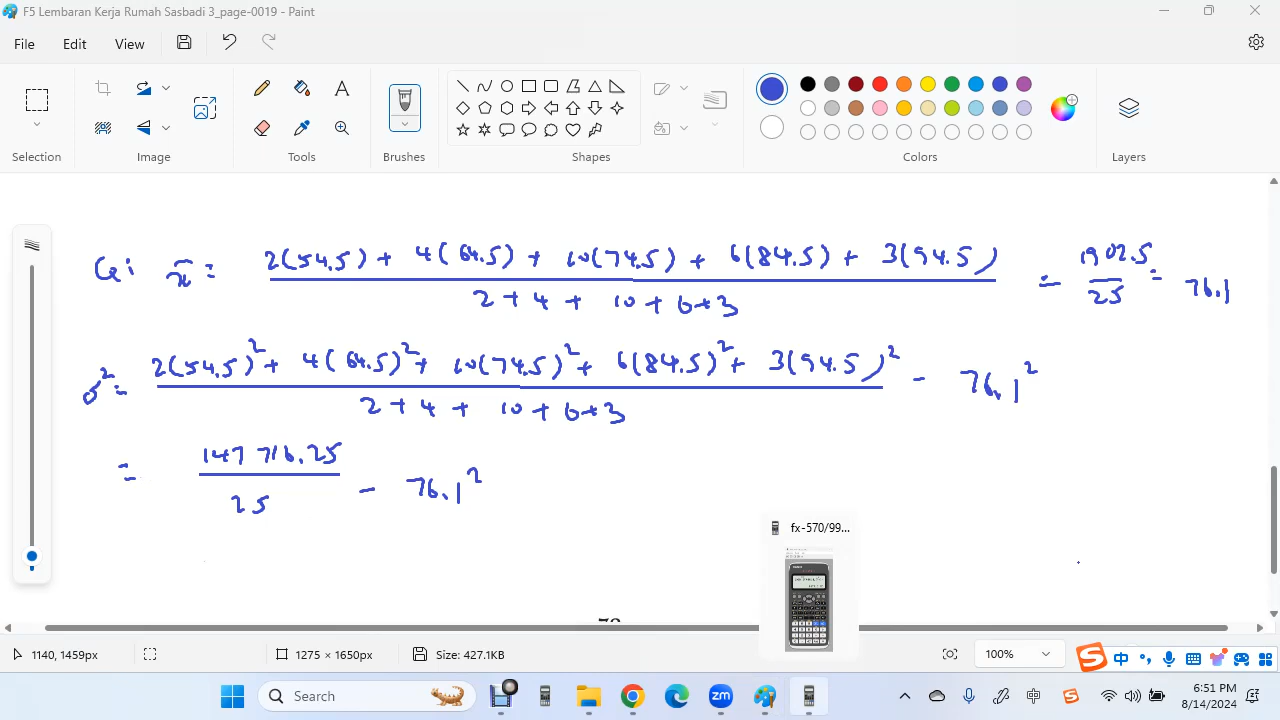 F5 Lembaran Kerja Rumah Sasbadi 3_page-0019 - Paint
File Edit View
Selection Image Tools Brushes Shapes Colors Layers
x̄ = 2(54.5) + 4(64.5) + 10(74.5) + 6(84.5) + 3(94.5) / 2 + 4 + 10 + 6 + 3 = 1902.5 / 25 = 76.1
σ² = 2(54.5)² + 4(64.5)² + 10(74.5)² + 6(84.5)² + 3(94.5)² / 2 + 4 + 10 + 6 + 3 - 76.1²
= 147 716.25 / 25 - 76.1²
fx-570/99...
1140, 1459px 1275 × 1650px Size: 427.1KB 100% 中
Search zm 中 6:51 PM
8/14/2024